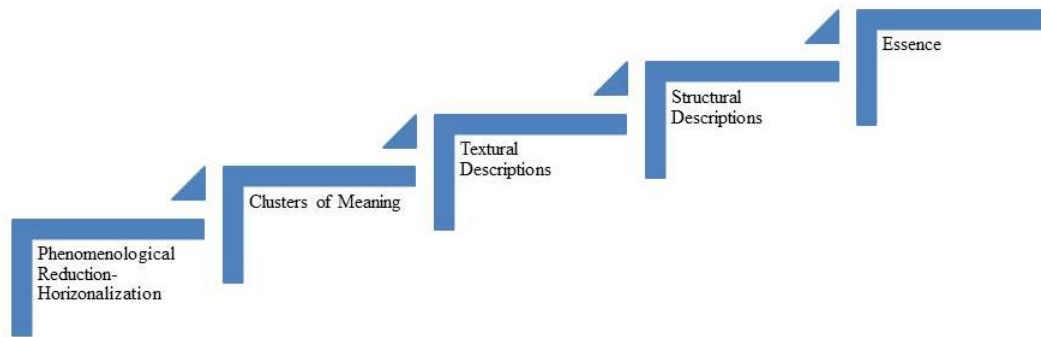 Phenomenological
Reduction-
Horizonalization
Clusters of Meaning
Textural
Descriptions
Structural
Descriptions
Essence